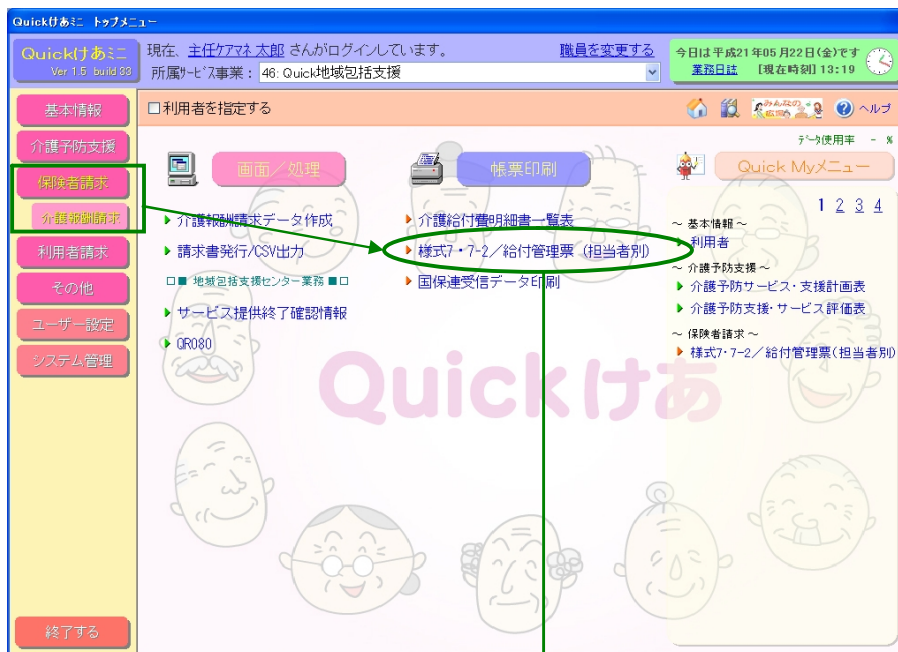 Quickけあミニ トップメニュー
Quickけあミニ
Ver 1.5 build 33
現在、主任ケアマネ 太郎 さんがログインしています。
職員を変更する
所属サービス事業: 46: Quick地域包括支援
今日は平成21年05月22日(金)です
業務日誌 [現在時刻] 13:19
基本情報
介護予防支援
保険者請求
介護報酬請求
利用者請求
その他
ユーザー設定
システム管理
終了する
□利用者を指定する
みんなの広場
ヘルプ
データ使用率 - %
画面/処理
介護報酬請求データ作成
請求書発行/CSV出力
□■ 地域包括支援センター業務 ■□
サービス提供終了確認情報
QR080
帳票印刷
介護給付費明細書一覧表
様式7・7-2/給付管理票(担当者別)
国保連受信データ印刷
Quick Myメニュー
1 2 3 4
~ 基本情報 ~
利用者
~ 介護予防支援 ~
介護予防サービス・支援計画表
介護予防支援・サービス評価表
~ 保険者請求 ~
様式7・7-2/給付管理票(担当者別)
Quickけあ